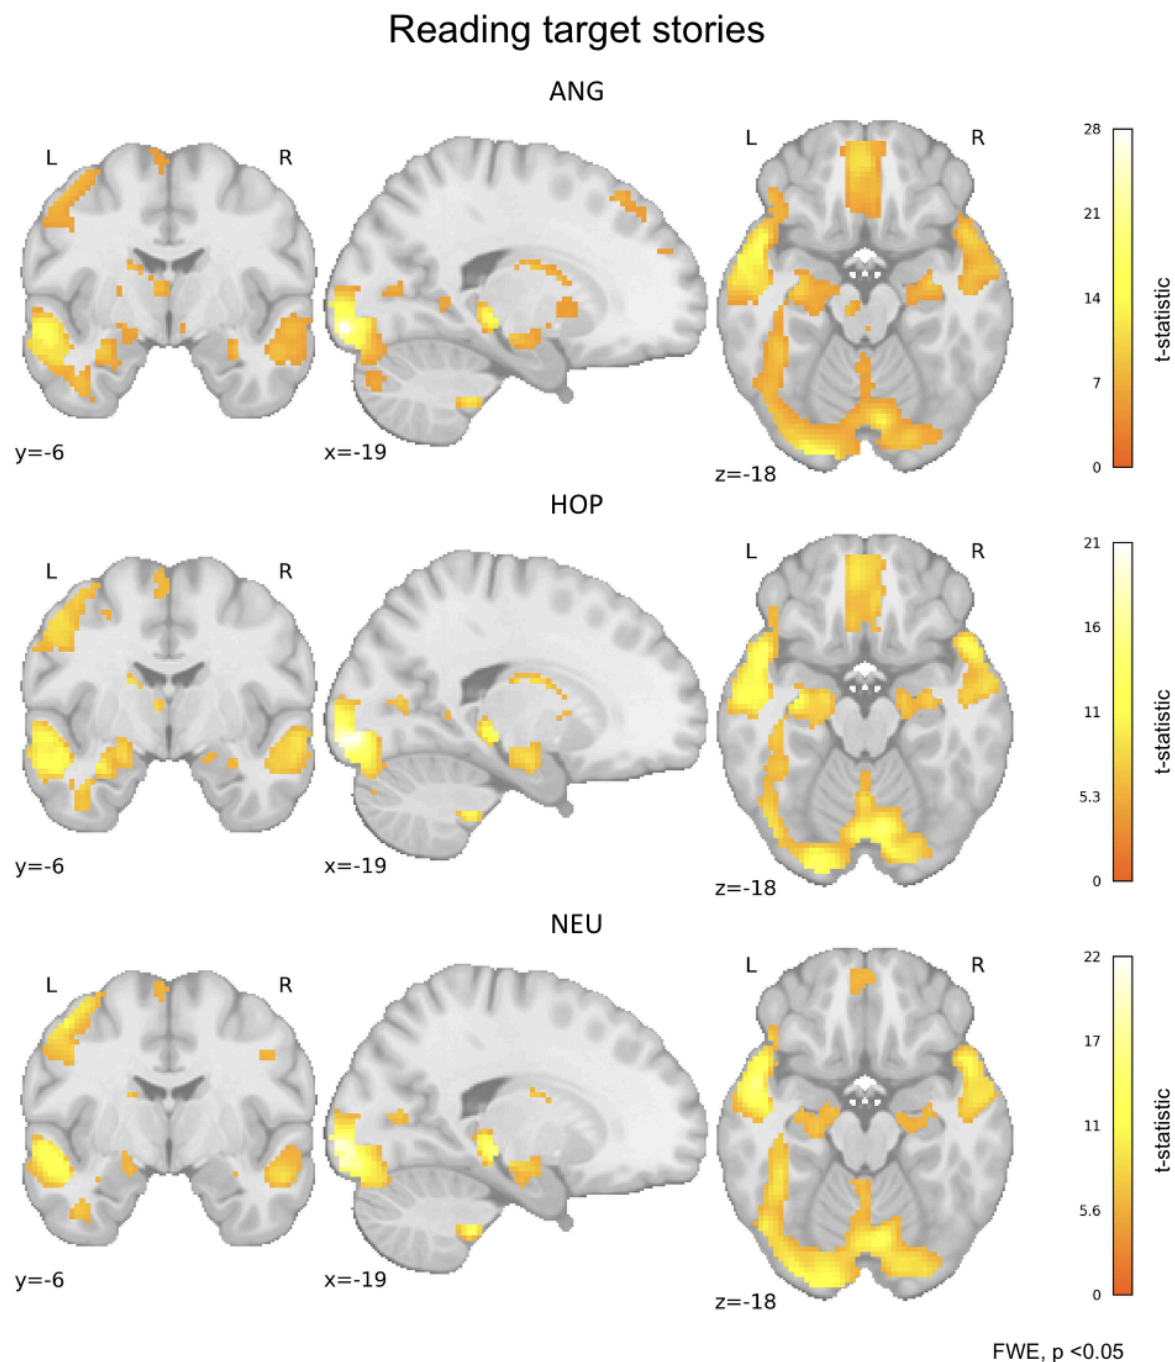 Reading target stories
ANG
L R
L R
28
21
14
7
0
t-statistic
y=-6
x=-19
z=-18
HOP
L R
L R
21
16
11
5.3
0
t-statistic
y=-6
x=-19
z=-18
NEU
L R
L R
22
17
11
5.6
0
t-statistic
y=-6
x=-19
z=-18
FWE, p <0.05